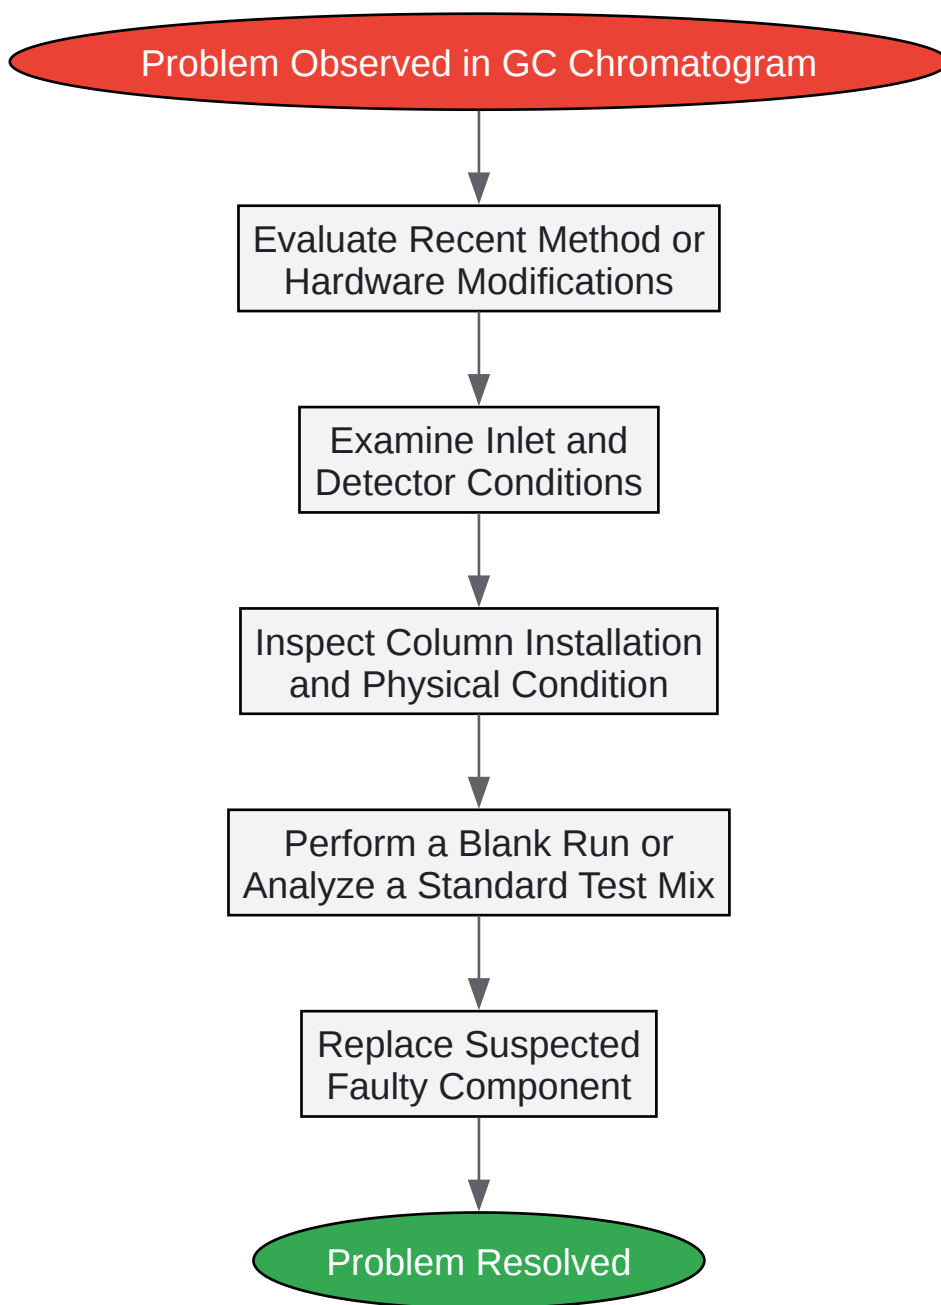 Problem Observed in GC Chromatogram
Evaluate Recent Method or
Hardware Modifications
Examine Inlet and
Detector Conditions
Inspect Column Installation
and Physical Condition
Perform a Blank Run or
Analyze a Standard Test Mix
Replace Suspected
Faulty Component
Problem Resolved